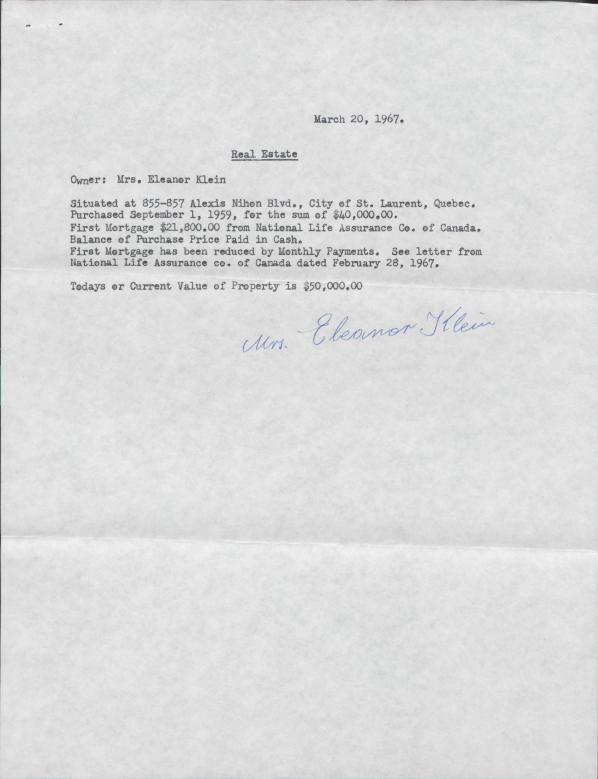 March 20, 1967.
Real Estate
Owner: Mrs. Eleanor Klein
Situated at 855-857 Alexis Nihon Blvd., City of St. Laurent, Quebec.
Purchased September 1, 1959, for the sum of $40,000.00.
First Mortgage $21,800.00 from National Life Assurance Co. of Canada.
Balance of Purchase Price Paid in Cash.
First Mortgage has been reduced by Monthly Payments. See letter from
National Life Assurance co. of Canada dated February 28, 1967.
Todays or Current Value of Property is $50,000.00
Mrs. Eleanor Klein